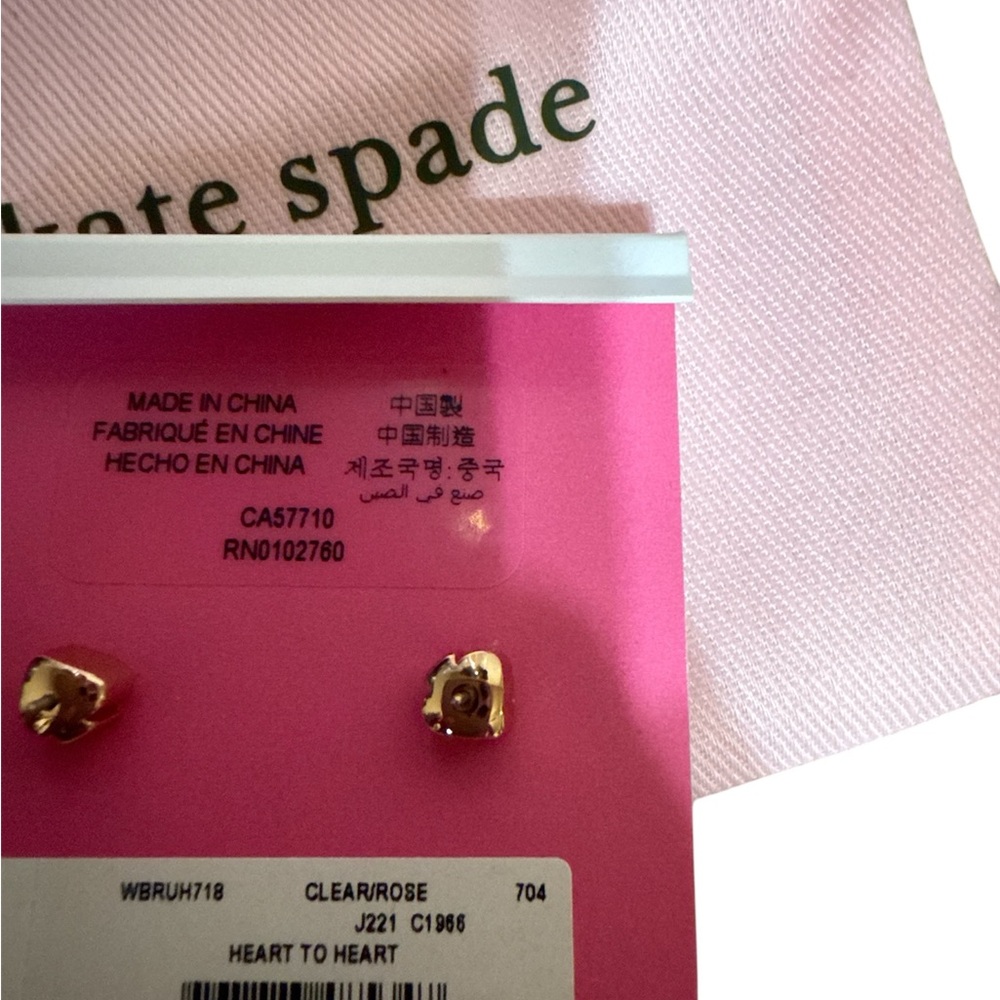 kate spade
MADE IN CHINA
FABRIQUÉ EN CHINE
HECHO EN CHINA
中国製
中国制造
제조국명:중국
صنع في الصين
CA57710
RN0102760
WBRUH718 CLEAR/ROSE 704
J221 C1966
HEART TO HEART